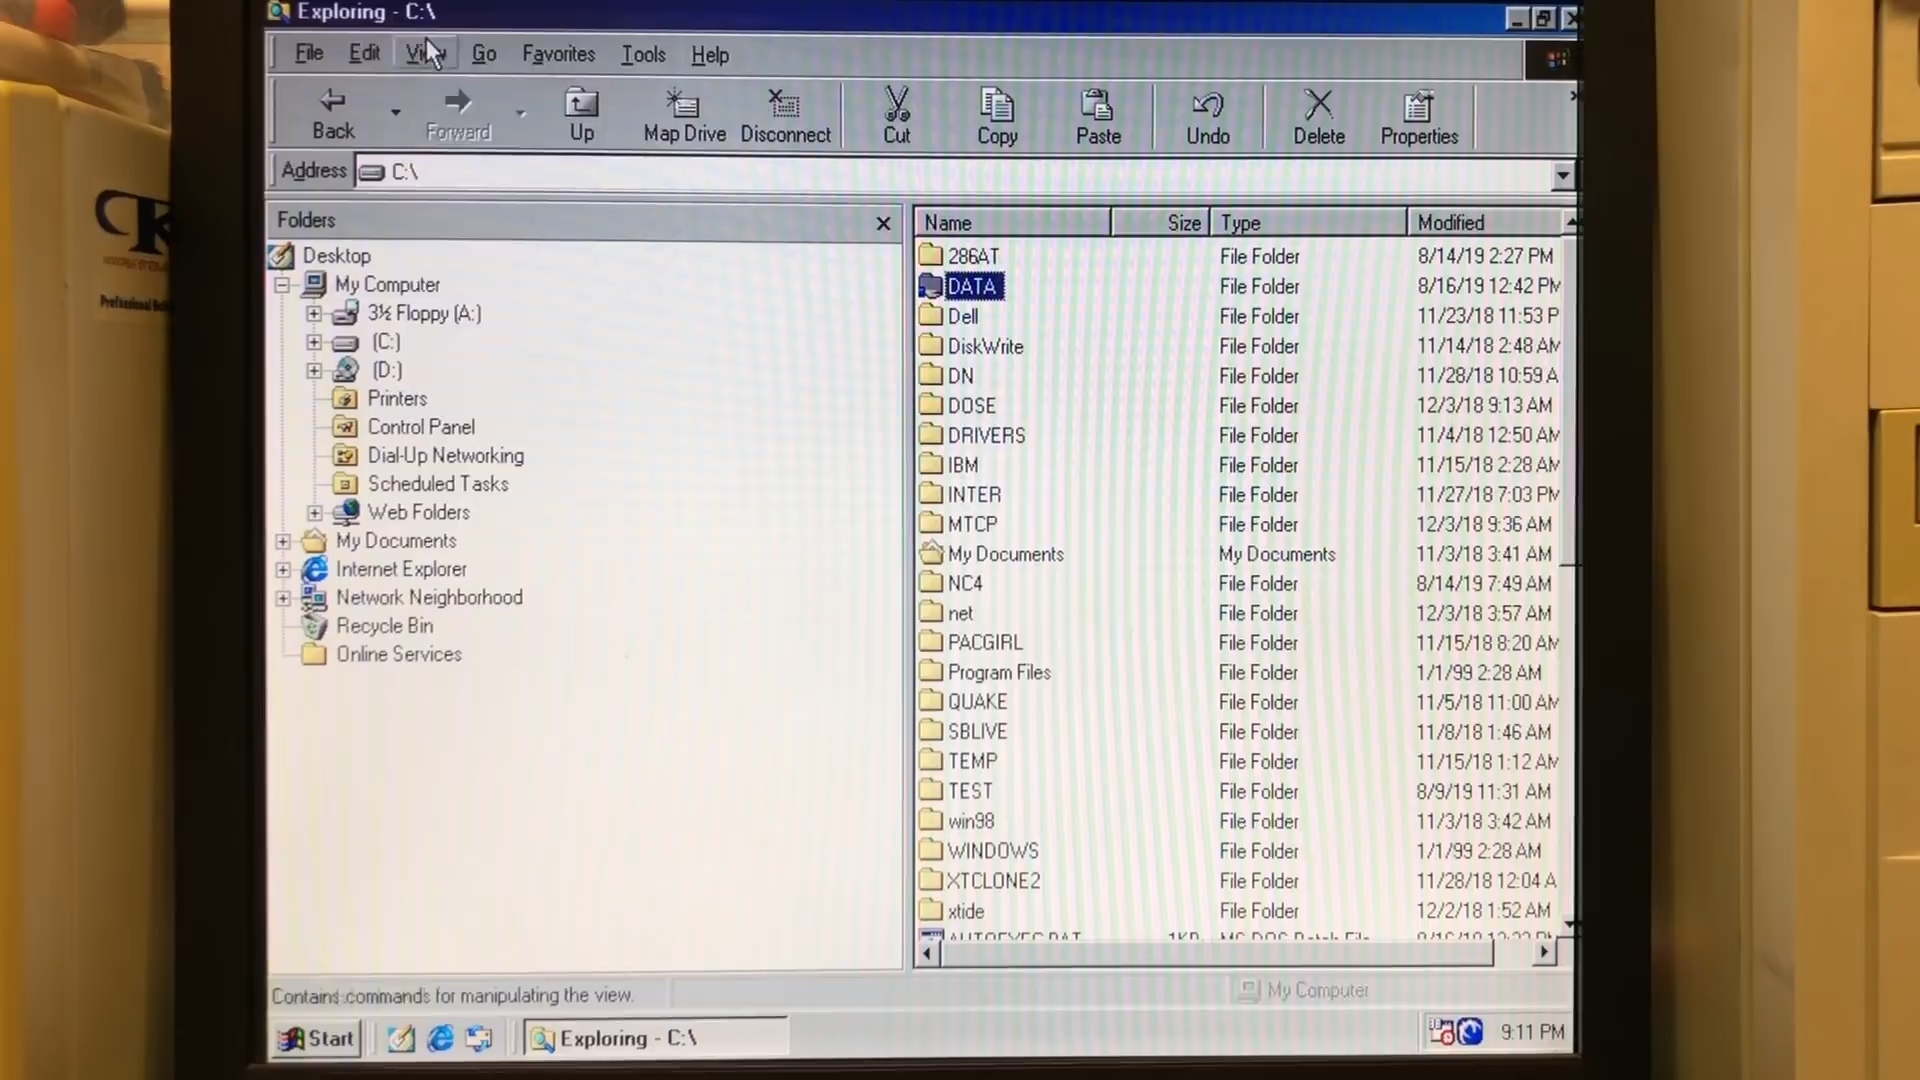 Exploring - C:\
File Edit View Go Favorites Tools Help
Back Forward Up Map Drive Disconnect Cut Copy Paste Undo Delete Properties
Address C:\
Folders
Desktop
My Computer
3½ Floppy (A:)
(C:)
(D:)
Printers
Control Panel
Dial-Up Networking
Scheduled Tasks
Web Folders
My Documents
Internet Explorer
Network Neighborhood
Recycle Bin
Online Services
Name Size Type Modified
286AT File Folder 8/14/19 2:27 PM
DATA File Folder 8/16/19 12:42 PM
Dell File Folder 11/23/18 11:53 P
DiskWrite File Folder 11/14/18 2:48 AM
DN File Folder 11/28/18 10:59 A
DOSE File Folder 12/3/18 9:13 AM
DRIVERS File Folder 11/4/18 12:50 AM
IBM File Folder 11/15/18 2:28 AM
INTER File Folder 11/27/18 7:03 PM
MTCP File Folder 12/3/18 9:36 AM
My Documents My Documents 11/3/18 3:41 AM
NC4 File Folder 8/14/19 7:49 AM
net File Folder 12/3/18 3:57 AM
PACGIRL File Folder 11/15/18 8:20 AM
Program Files File Folder 1/1/99 2:28 AM
QUAKE File Folder 11/5/18 11:00 AM
SBLIVE File Folder 11/8/18 1:46 AM
TEMP File Folder 11/15/18 1:12 AM
TEST File Folder 8/9/19 11:31 AM
win98 File Folder 11/3/18 3:42 AM
WINDOWS File Folder 1/1/99 2:28 AM
XTCLONE2 File Folder 11/28/18 12:04 A
xtide File Folder 12/2/18 1:52 AM
AUTOEXEC.BAT 1KB MS-DOS Batch File
Contains commands for manipulating the view.
My Computer
Start
Exploring - C:\
9:11 PM
CK
Professional